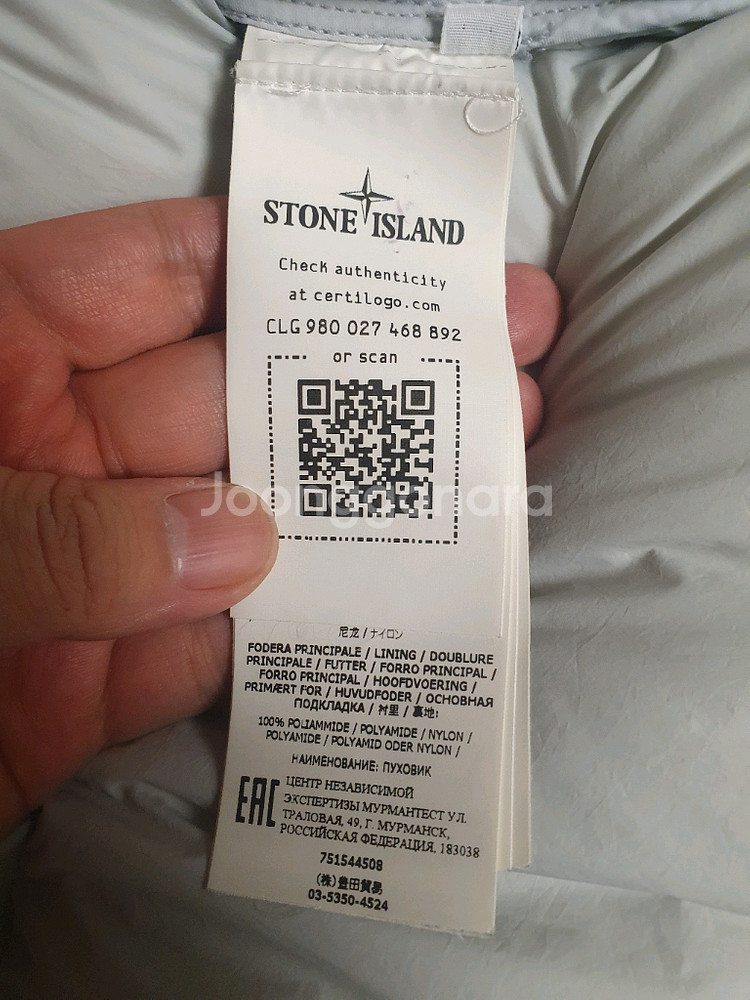 STONE ISLAND
Check authenticity
at certilogo.com
CLG 980 027 468 892
or scan
Joonggonara
尼龙 / ナイロン
FODERA PRINCIPALE / LINING / DOUBLURE
PRINCIPALE / FUTTER / FORRO PRINCIPAL /
FORRO PRINCIPAL / HOOFDVOERING /
PRIMÆRT FOR / HUVUDFODER / ОСНОВНАЯ
ПОДКЛАДКА / 衬里 / 裏地:
100% POLIAMMIDE / POLYAMIDE / NYLON /
POLYAMIDE / POLYAMID ODER NYLON /
НАИМЕНОВАНИЕ: ПУХОВИК
EAC
ЦЕНТР НЕЗАВИСИМОЙ
ЭКСПЕРТИЗЫ МУРМАНТЕСТ УЛ.
ТРАЛОВАЯ, 49, Г. МУРМАНСК,
РОССИЙСКАЯ ФЕДЕРАЦИЯ, 183038
751544508
(株)豊田貿易
03-5350-4524